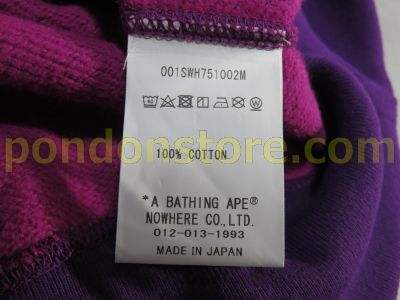 001SWH751002M
pondonstore.com
100% COTTON
*A BATHING APE®
NOWHERE CO.,LTD.
012-013-1993
MADE IN JAPAN